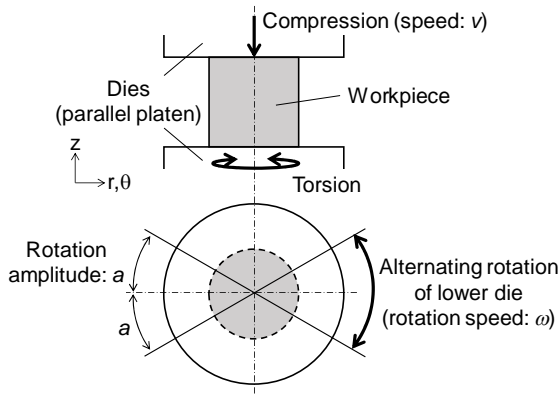 Compression (speed: v)
Dies
(parallel platen)
Workpiece
z
r,θ
Torsion
Rotation
amplitude: a
a
Alternating rotation
of lower die
(rotation speed: ω)